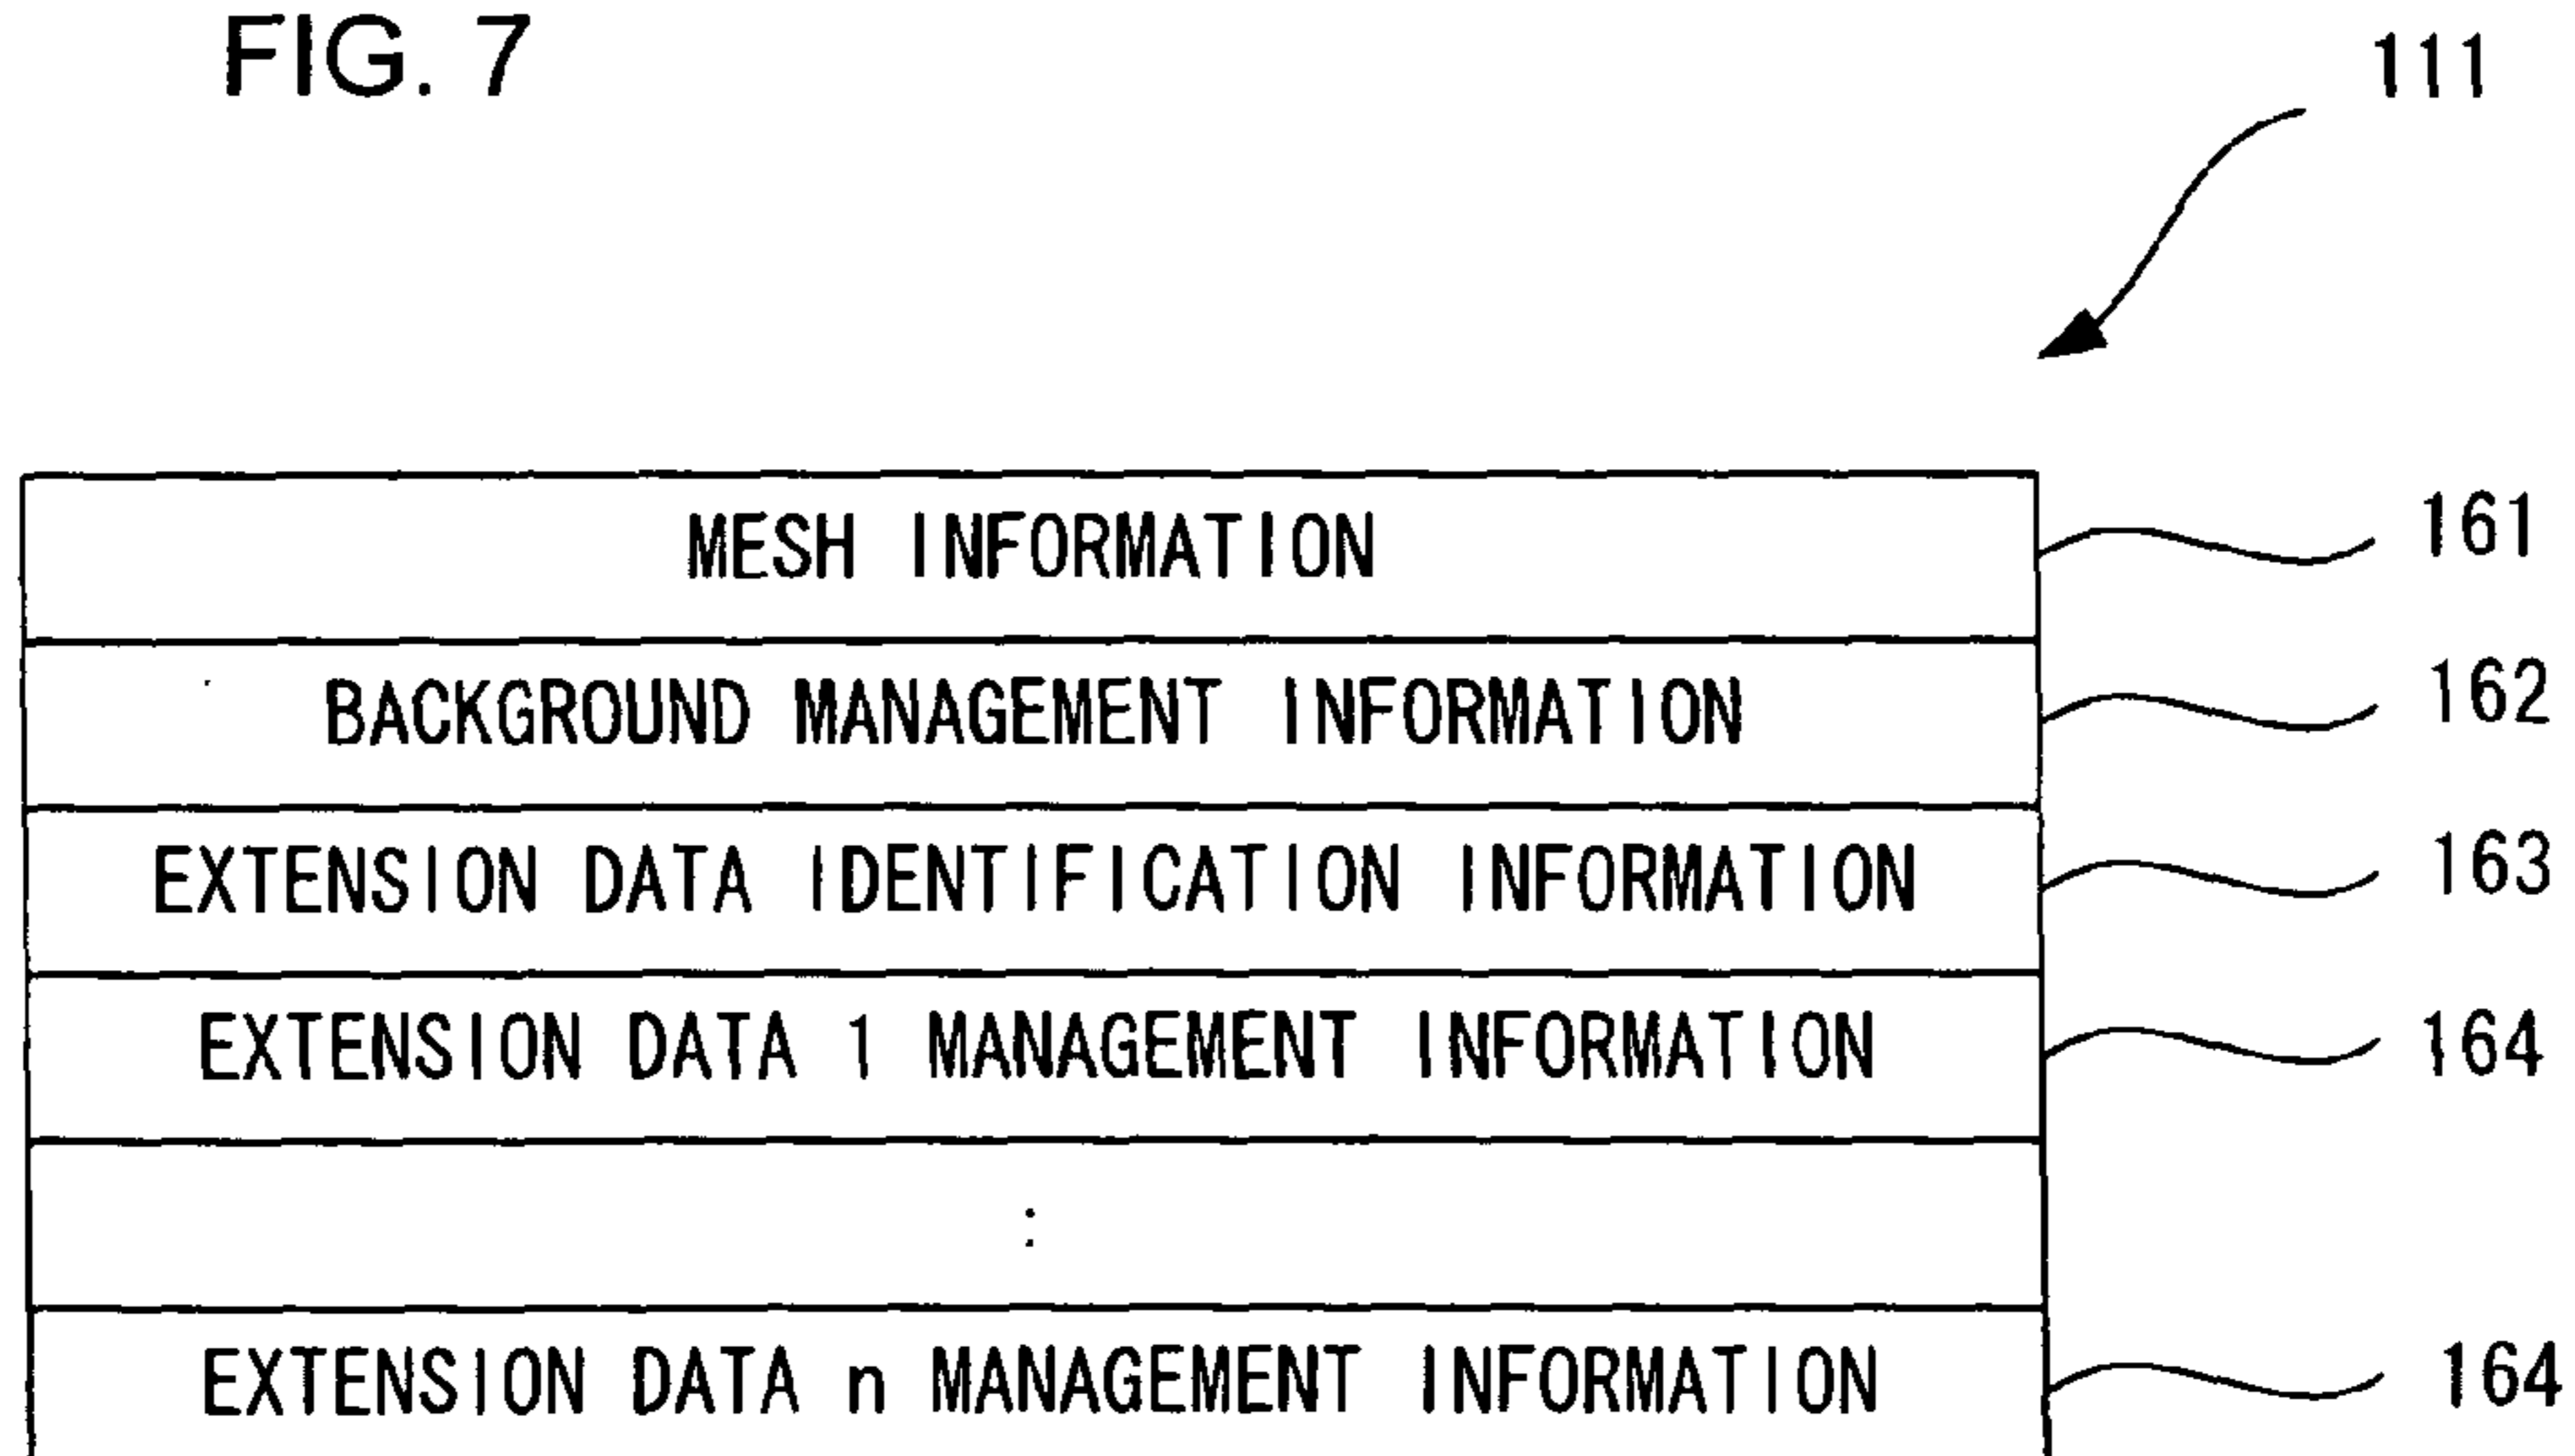 FIG. 7
111
MESH INFORMATION 161
BACKGROUND MANAGEMENT INFORMATION 162
EXTENSION DATA IDENTIFICATION INFORMATION 163
EXTENSION DATA 1 MANAGEMENT INFORMATION 164
:
EXTENSION DATA n MANAGEMENT INFORMATION 164